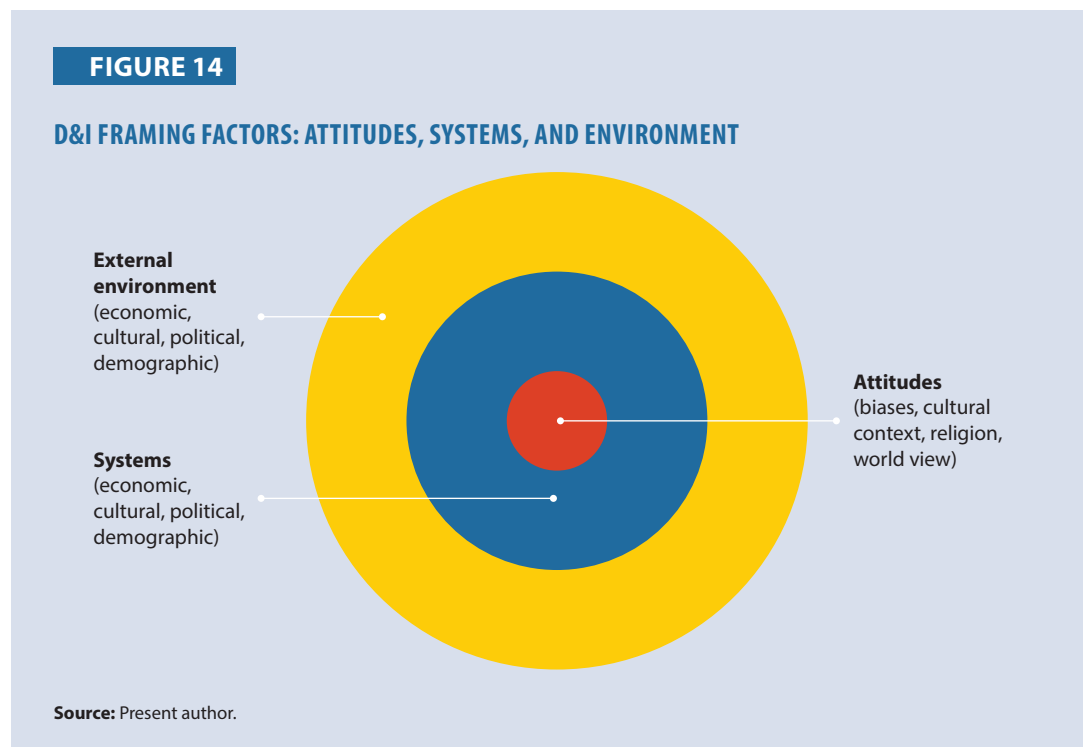 FIGURE 14
D&I FRAMING FACTORS: ATTITUDES, SYSTEMS, AND ENVIRONMENT
External
environment
(economic,
cultural, political,
demographic)
Systems
(economic,
cultural, political,
demographic)
Attitudes
(biases, cultural
context, religion,
world view)
Source: Present author.